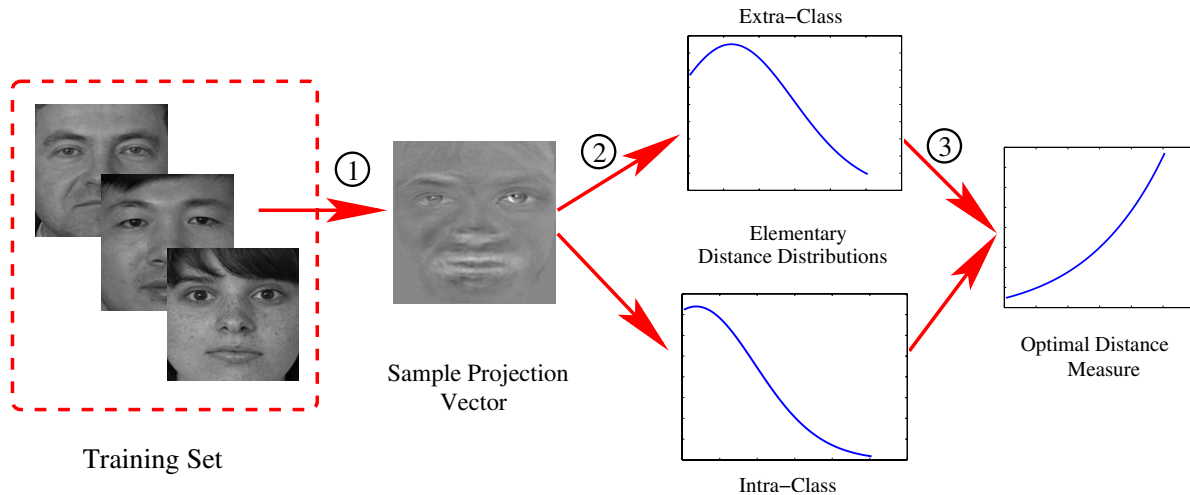 Extra−Class
1
2
3
Elementary
Distance Distributions
Sample Projection
Vector
Optimal Distance
Measure
Training Set
Intra−Class